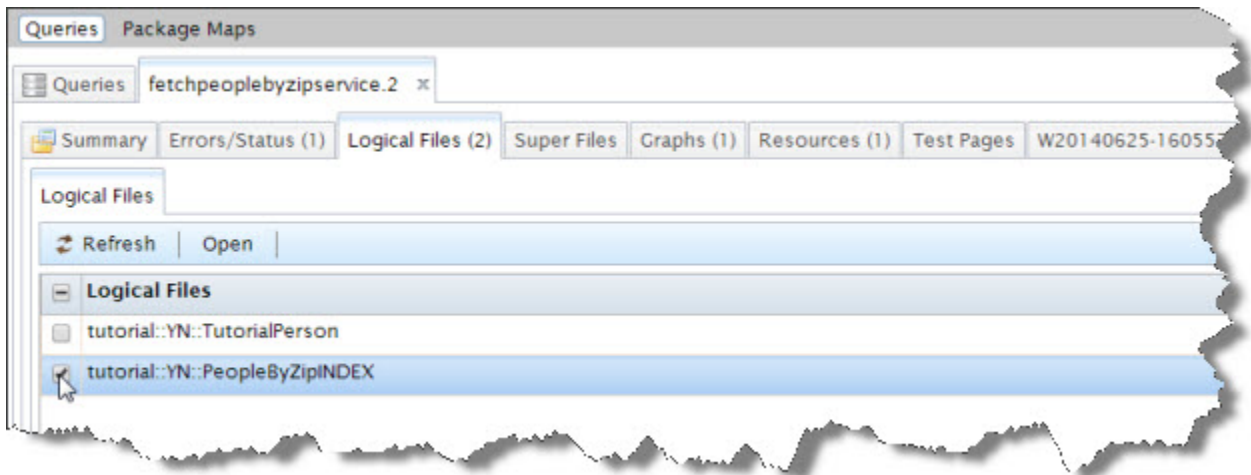 Queries Package Maps
Queries fetchpeoplebyzipservice.2 x
Summary Errors/Status (1) Logical Files (2) Super Files Graphs (1) Resources (1) Test Pages
Logical Files
Refresh Open
Logical Files
tutorial::YN::TutorialPerson
tutorial::YN::PeopleByZipINDEX